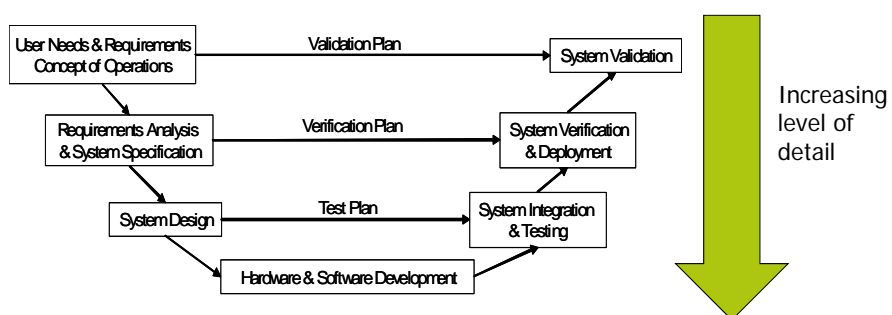 User Needs & Requirements
Concept of Operations
Validation Plan
System Validation
Requirements Analysis
& System Specification
Verification Plan
System Verification
& Deployment
System Design
Test Plan
System Integration
& Testing
Hardware & Software Development
Increasing
level of
detail